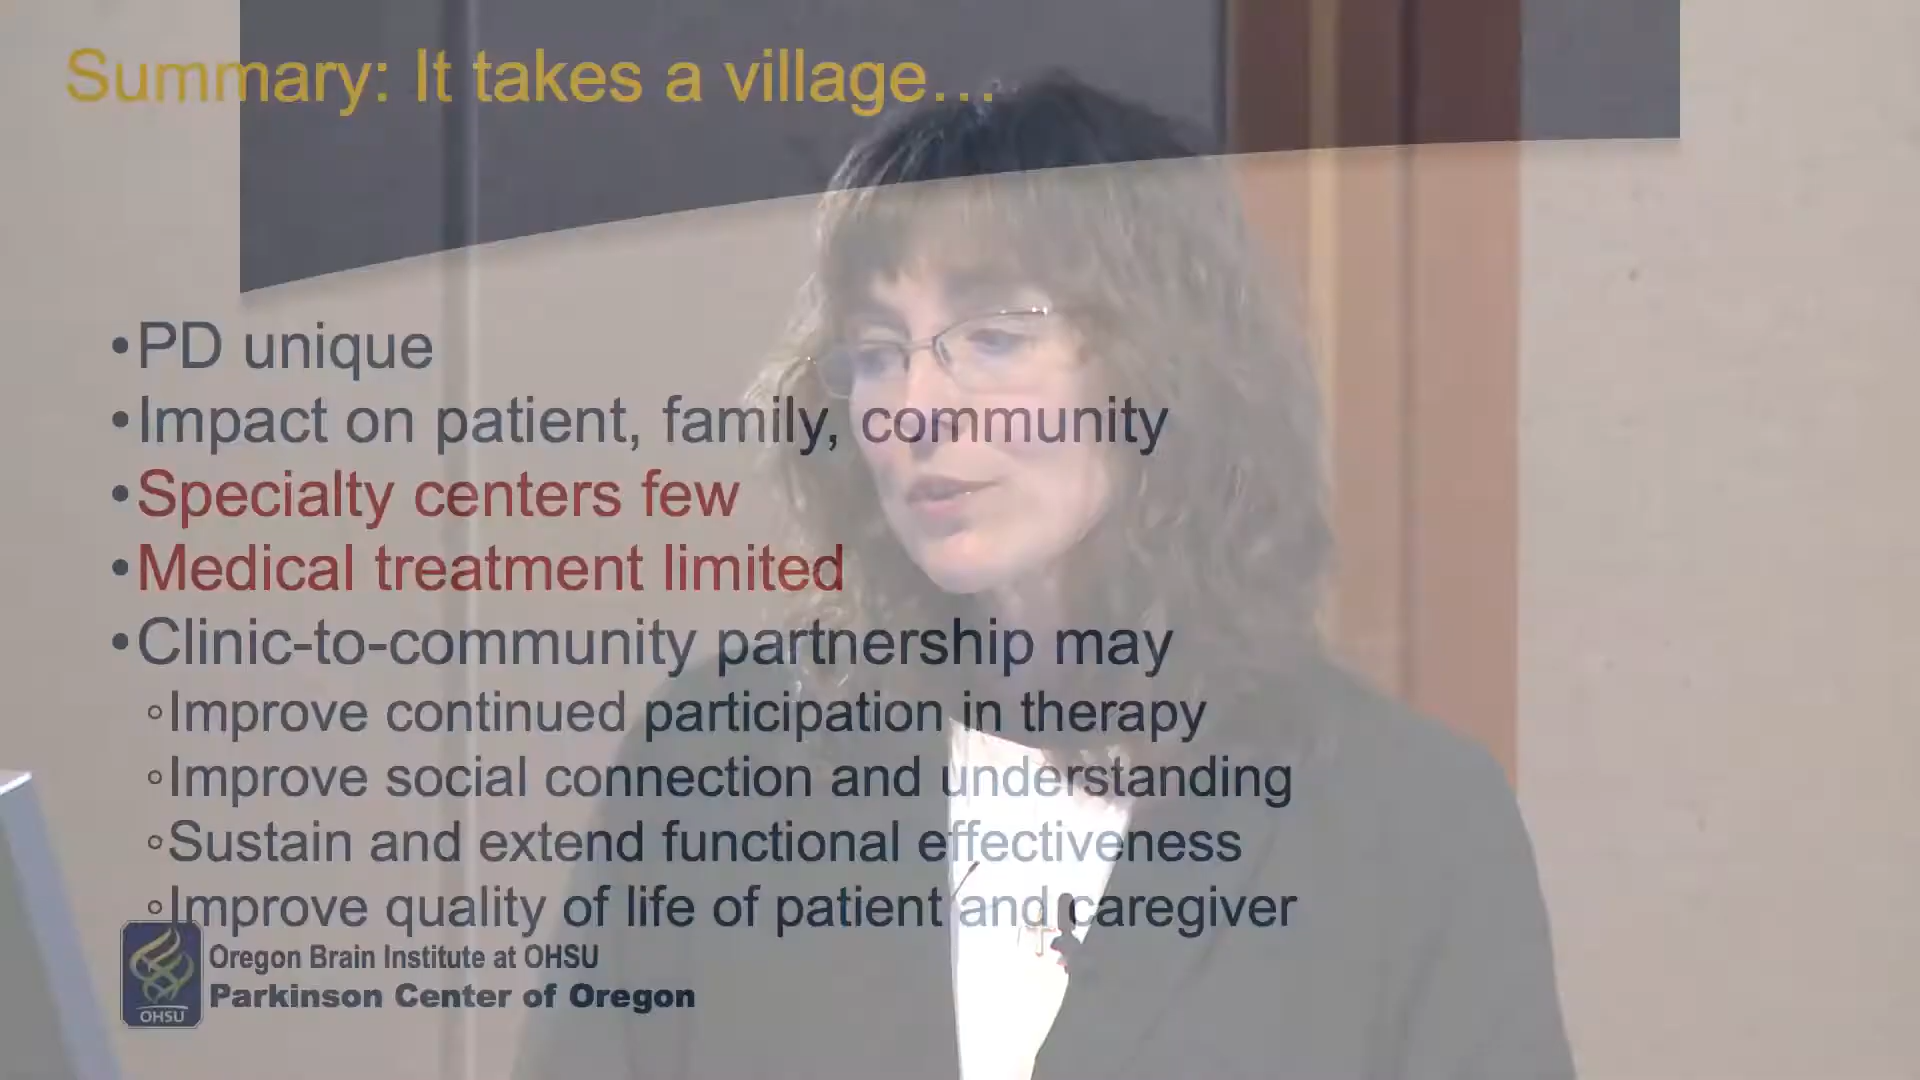 Summary: It takes a village…
•PD unique
•Impact on patient, family, community
•Specialty centers few
•Medical treatment limited
•Clinic-to-community partnership may
◦Improve continued participation in therapy
◦Improve social connection and understanding
◦Sustain and extend functional effectiveness
◦Improve quality of life of patient and caregiver
Oregon Brain Institute at OHSU
Parkinson Center of Oregon
OHSU